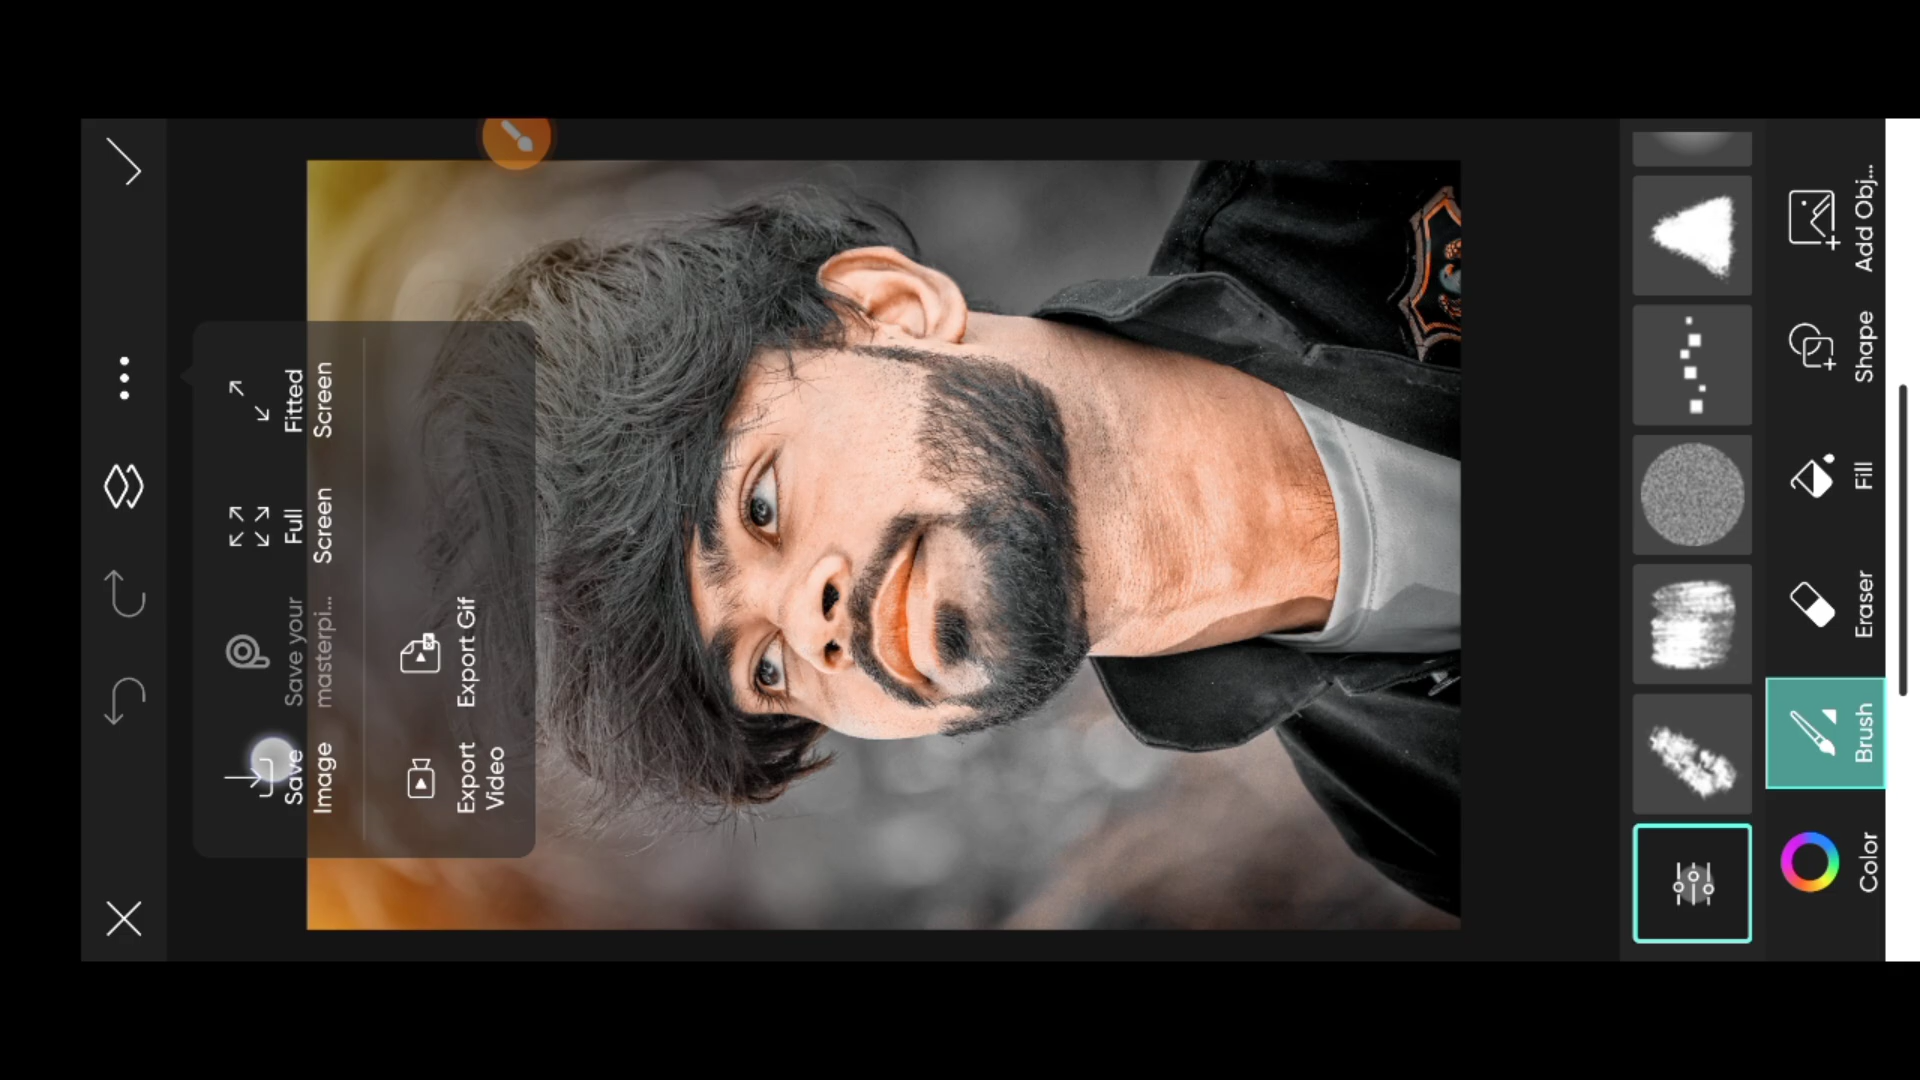 Save
Image
Save your
masterpi...
Full
Screen
Fitted
Screen
Export
Video
Export Gif
Color
Brush
Eraser
Fill
Shape
Add Obj...